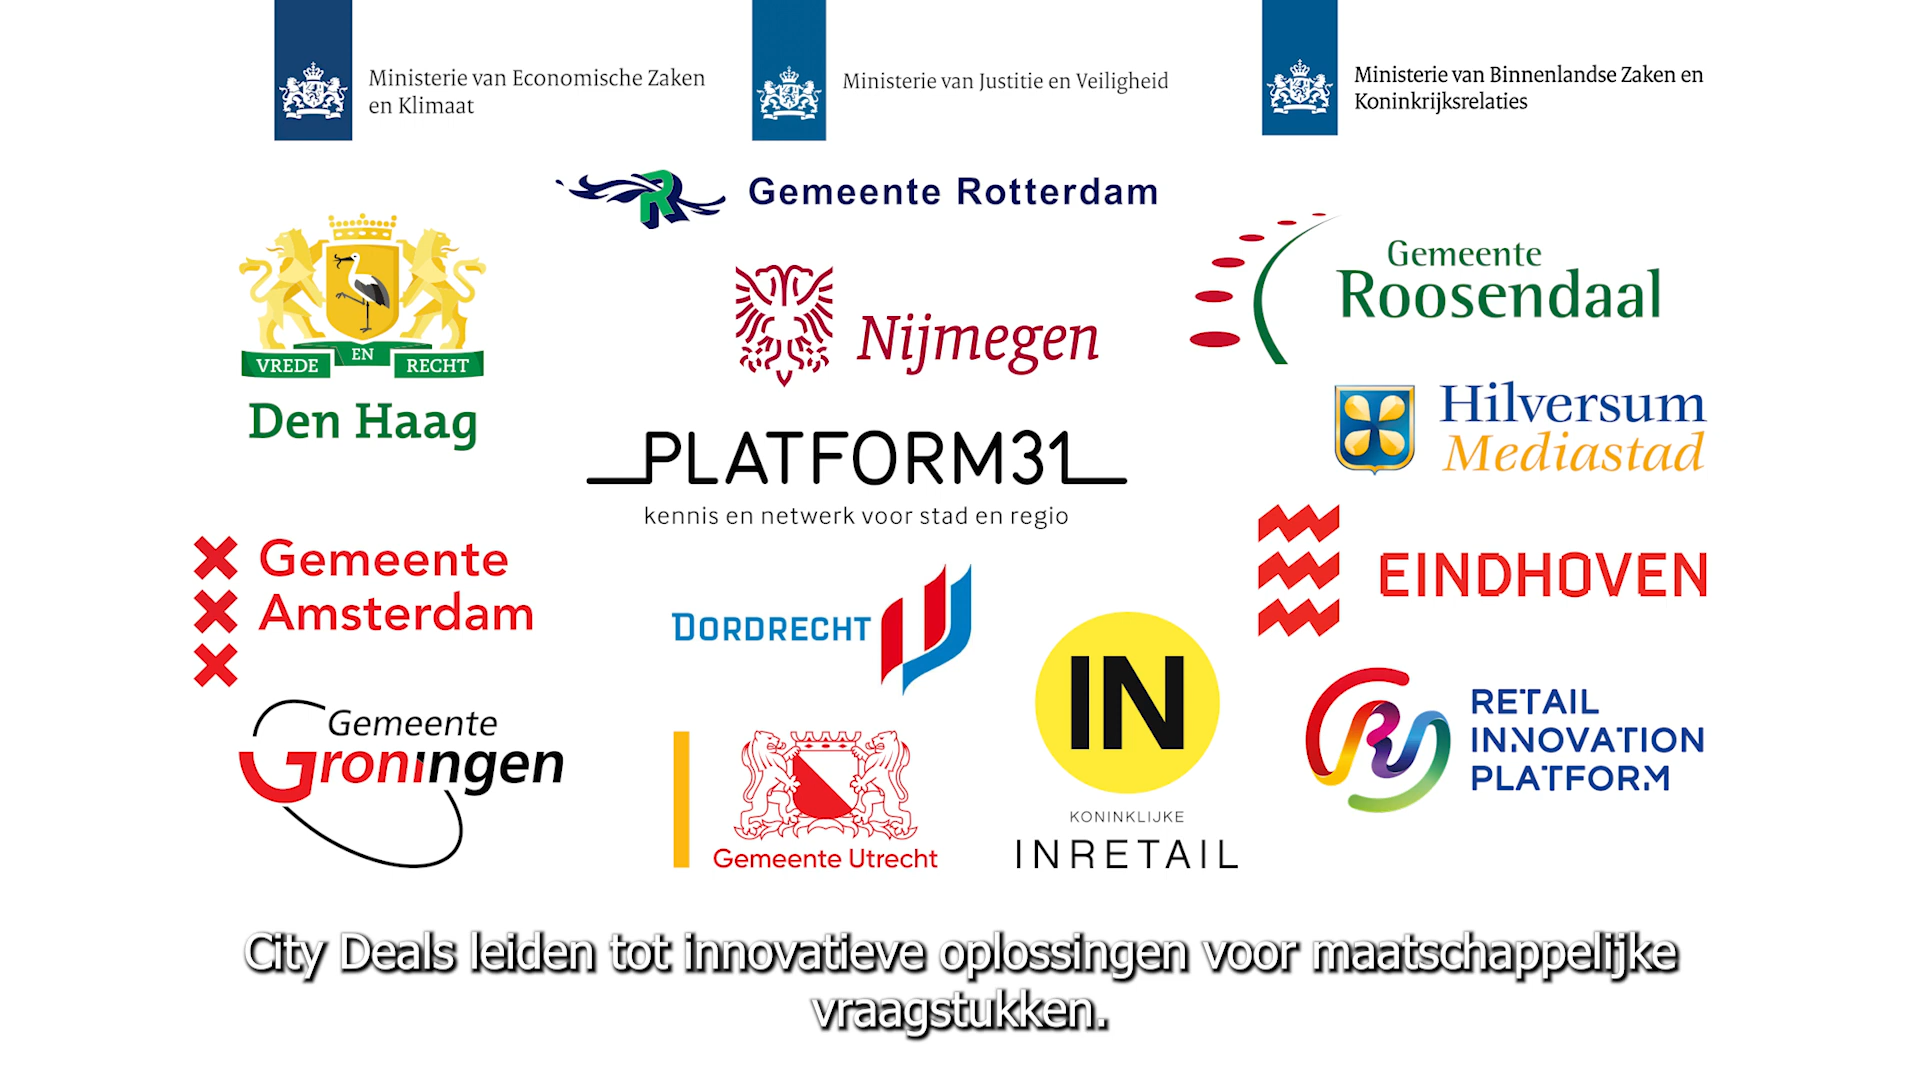 Ministerie van Economische Zaken
en Klimaat
Ministerie van Justitie en Veiligheid
Ministerie van Binnenlandse Zaken en
Koninkrijksrelaties
R Gemeente Rotterdam
VREDE EN RECHT
Den Haag
Nijmegen
Gemeente
Roosendaal
Hilversum
Mediastad
PLATFORM31
kennis en netwerk voor stad en regio
Gemeente
Amsterdam
DORDRECHT
EINDHOVEN
Gemeente
Groningen
Gemeente Utrecht
IN
KONINKLIJKE
INRETAIL
RETAIL
INNOVATION
PLATFORM
City Deals leiden tot innovatieve oplossingen voor maatschappelijke
vraagstukken.